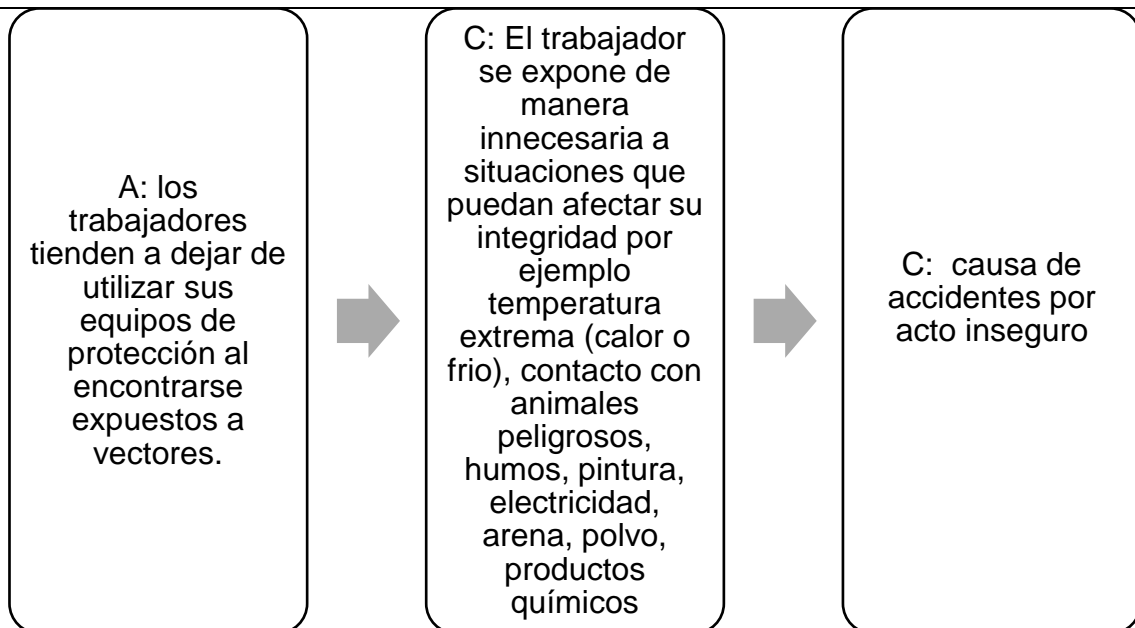 A: los
trabajadores
tienden a dejar de
utilizar sus
equipos de
protección al
encontrarse
expuestos a
vectores.
C: El trabajador
se expone de
manera
innecesaria a
situaciones que
puedan afectar su
integridad por
ejemplo
temperatura
extrema (calor o
frio), contacto con
animales
peligrosos,
humos, pintura,
electricidad,
arena, polvo,
productos
químicos
C:  causa de
accidentes por
acto inseguro